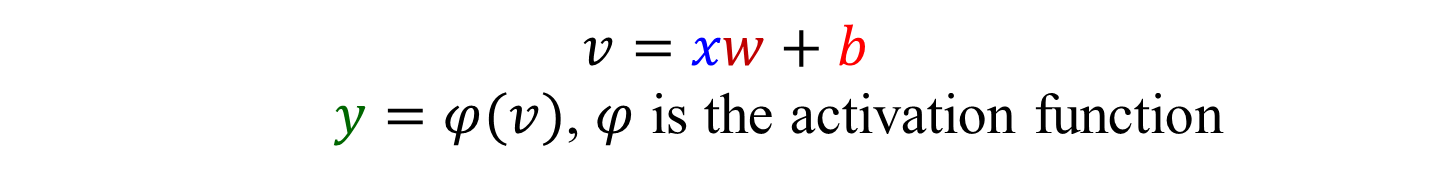 v = xw + b
y = φ(v), φ is the activation function